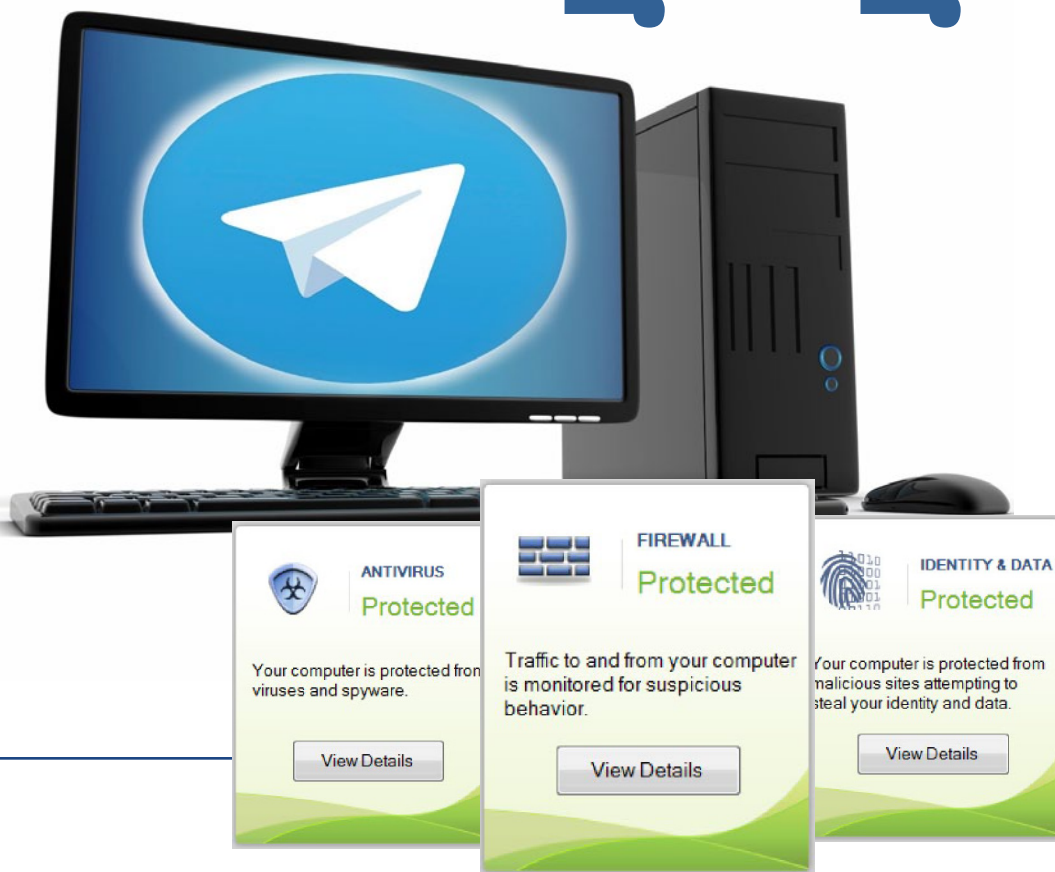 ANTIVIRUS
Protected
Your computer is protected from
viruses and spyware.
View Details
FIREWALL
Protected
Traffic to and from your computer
is monitored for suspicious
behavior.
View Details
IDENTITY & DATA
Protected
Your computer is protected from
malicious sites attempting to
steal your identity and data.
View Details